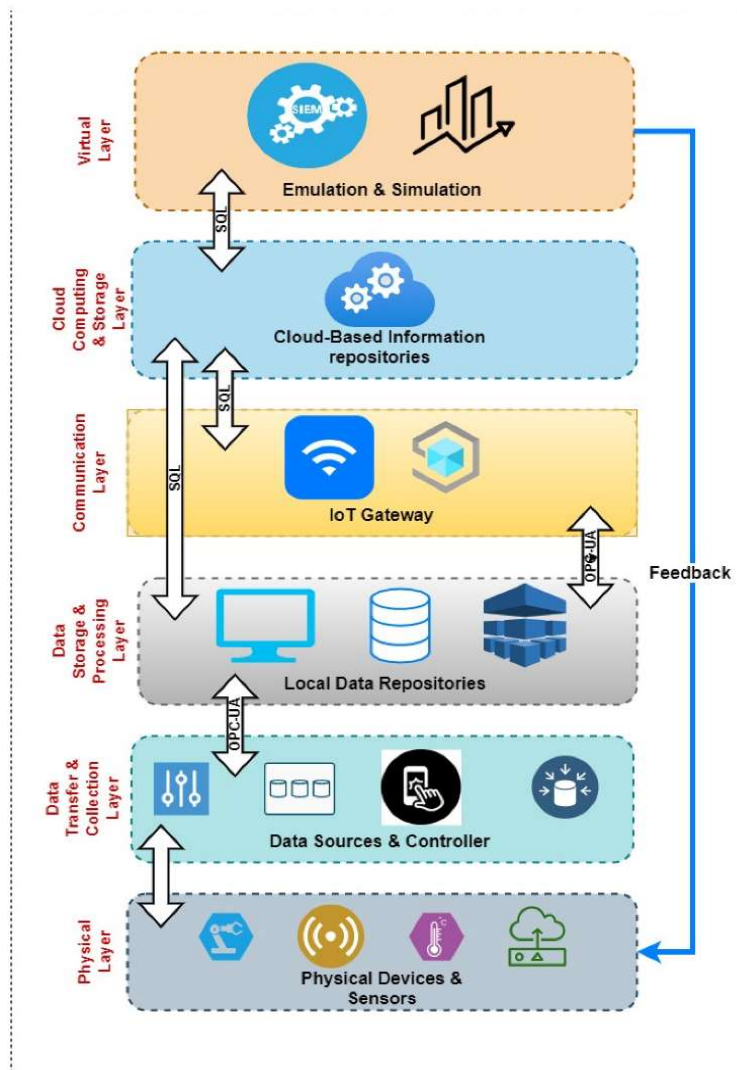 Virtual
Layer
SIEM
Emulation & Simulation
SQL
Cloud
Computing
& Storage
Layer
Cloud-Based Information
repositories
SQL
SQL
Communication
Layer
IoT Gateway
OPC-UA
Feedback
Data
Storage &
Processing
Layer
Local Data Repositories
OPC-UA
Data
Transfer &
Collection
Layer
Data Sources & Controller
Physical
Layer
°C
Physical Devices &
Sensors